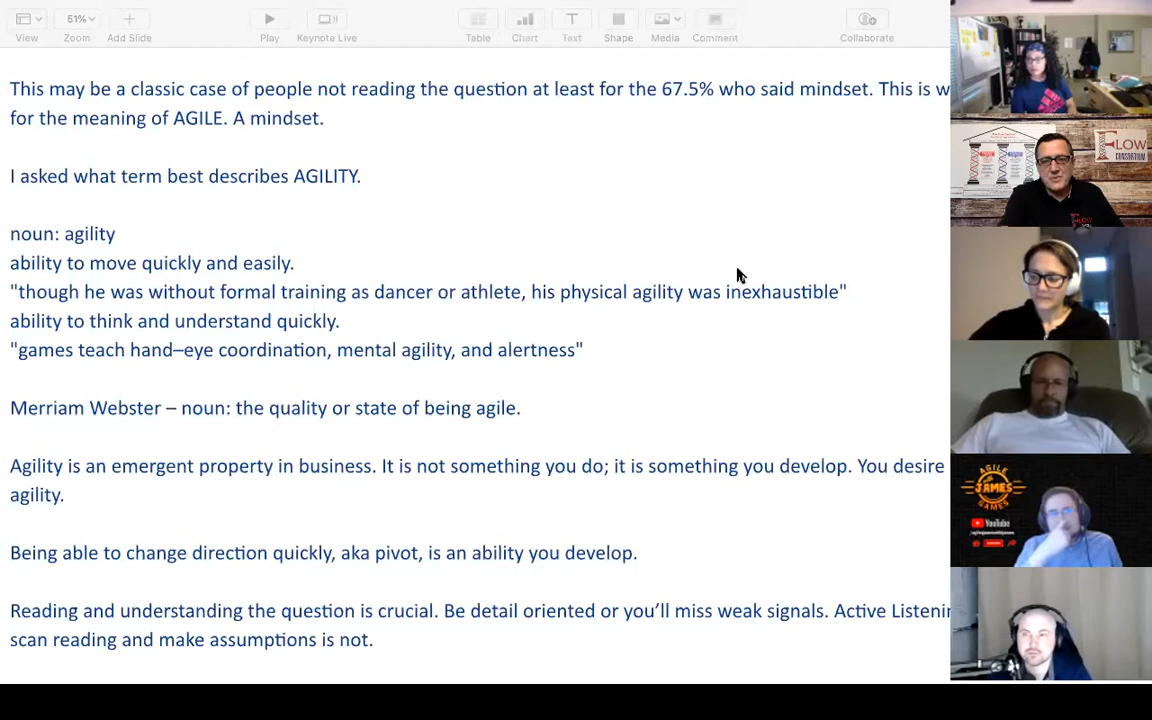 View
51%
Zoom
Add Slide
Play
Keynote Live
Table
Chart
T
Text
Shape
Media
Comment
Collaborate
This may be a classic case of people not reading the question at least for the 67.5% who said mindset. This is w
for the meaning of AGILE. A mindset.
I asked what term best describes AGILITY.
noun: agility
ability to move quickly and easily.
"though he was without formal training as dancer or athlete, his physical agility was inexhaustible"
ability to think and understand quickly.
"games teach hand–eye coordination, mental agility, and alertness"
Merriam Webster – noun: the quality or state of being agile.
Agility is an emergent property in business. It is not something you do; it is something you develop. You desire
agility.
Being able to change direction quickly, aka pivot, is an ability you develop.
Reading and understanding the question is crucial. Be detail oriented or you'll miss weak signals. Active Listenin
scan reading and make assumptions is not.
FLOW
CONSORTIUM
FLOW
AGILE
JAMES
GAMES
YouTube